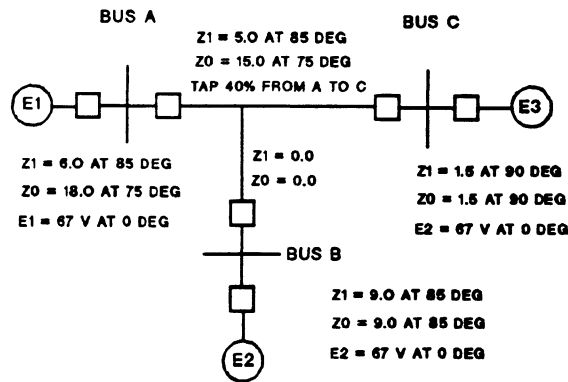 BUS A
Z1 = 5.0 AT 85 DEG
Z0 = 15.0 AT 75 DEG
TAP 40% FROM A TO C
BUS C
E1
E3
Z1 = 6.0 AT 85 DEG
Z0 = 18.0 AT 75 DEG
E1 = 67 V AT 0 DEG
Z1 = 0.0
Z0 = 0.0
Z1 = 1.5 AT 90 DEG
Z0 = 1.5 AT 90 DEG
E2 = 67 V AT 0 DEG
BUS B
Z1 = 9.0 AT 85 DEG
Z0 = 9.0 AT 85 DEG
E2 = 67 V AT 0 DEG
E2